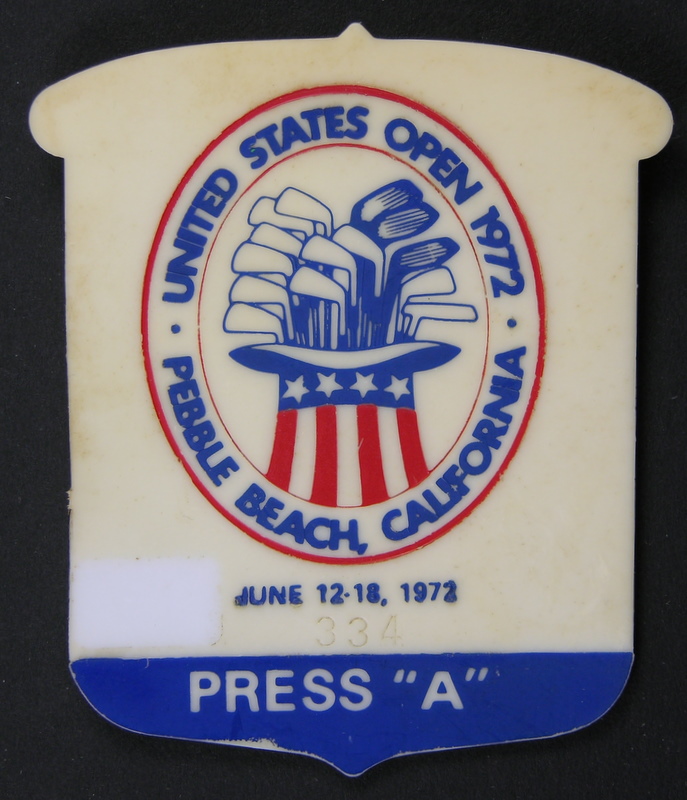 UNITED STATES OPEN 1972
• PEBBLE BEACH, CALIFORNIA •
JUNE 12-18, 1972
334
PRESS "A"